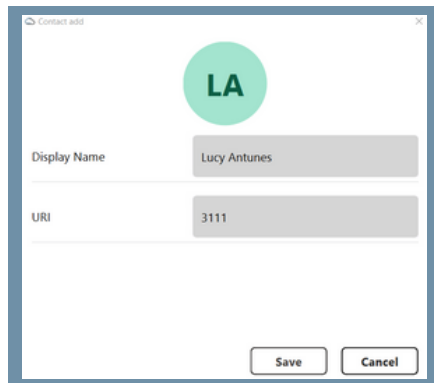 Contact add
LA
Display Name Lucy Antunes
URI 3111
Save Cancel